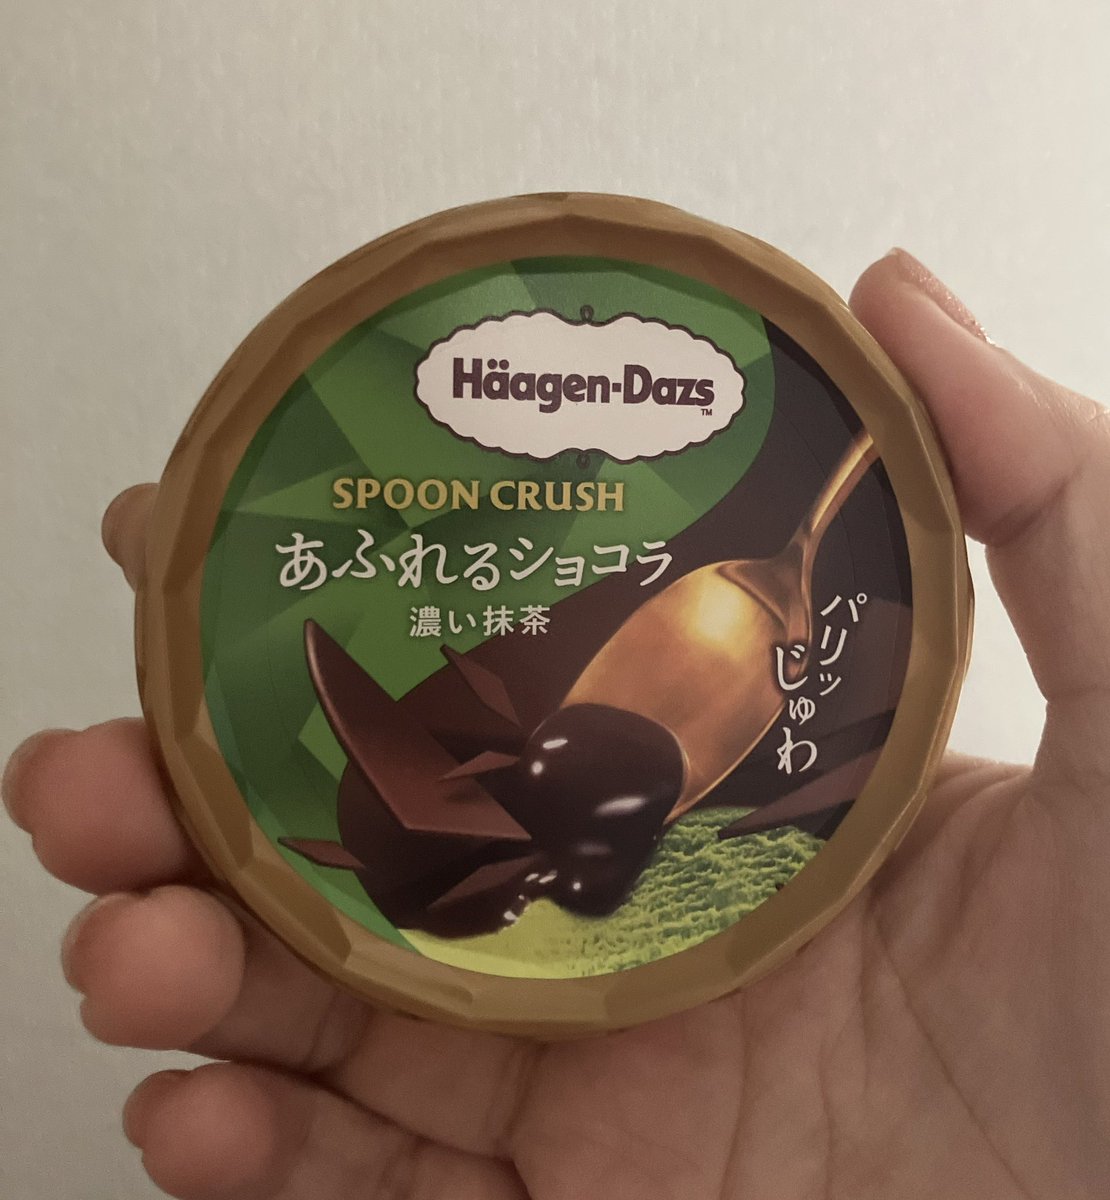 Häagen-Dazs
TM
SPOON CRUSH
あふれるショコラ
濃い抹茶
パリッ
じゅわ